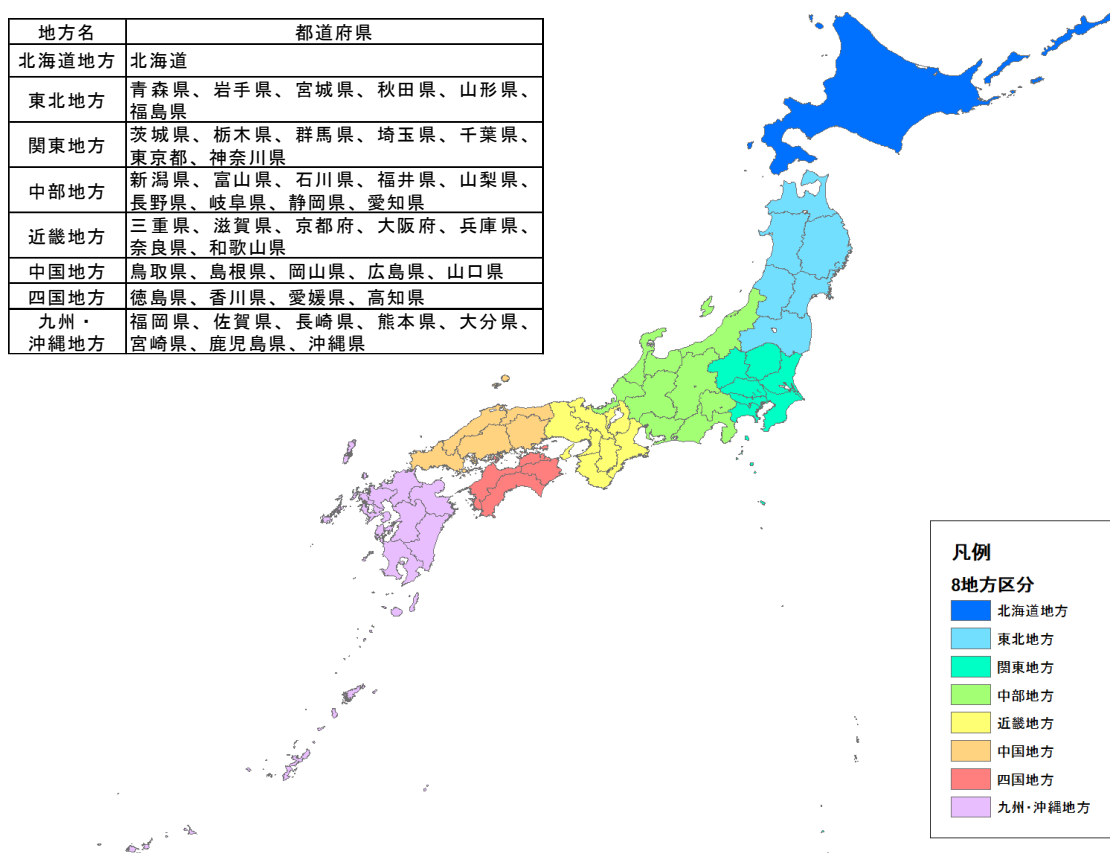 地方名 都道府県
北海道地方 北海道
東北地方 青森県、岩手県、宮城県、秋田県、山形県、
福島県
関東地方 茨城県、栃木県、群馬県、埼玉県、千葉県、
東京都、神奈川県
中部地方 新潟県、富山県、石川県、福井県、山梨県、
長野県、岐阜県、静岡県、愛知県
近畿地方 三重県、滋賀県、京都府、大阪府、兵庫県、
奈良県、和歌山県
中国地方 鳥取県、島根県、岡山県、広島県、山口県
四国地方 徳島県、香川県、愛媛県、高知県
九州・ 福岡県、佐賀県、長崎県、熊本県、大分県、
沖縄地方 宮崎県、鹿児島県、沖縄県
凡例
8地方区分
北海道地方
東北地方
関東地方
中部地方
近畿地方
中国地方
四国地方
九州・沖縄地方